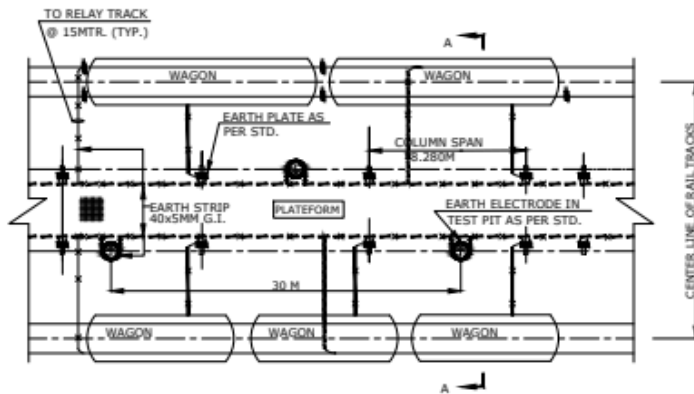 TO RELAY TRACK
@ 15MTR. (TYP.)
A
WAGON
WAGON
EARTH PLATE AS
PER STD.
COLUMN SPAN
8.280M
EARTH STRIP
40x5MM G.I.
PLATEFORM
EARTH ELECTRODE IN
TEST PIT AS PER STD.
CENTER LINE OF RAIL TRACKS
30 M
WAGON
WAGON
WAGON
A